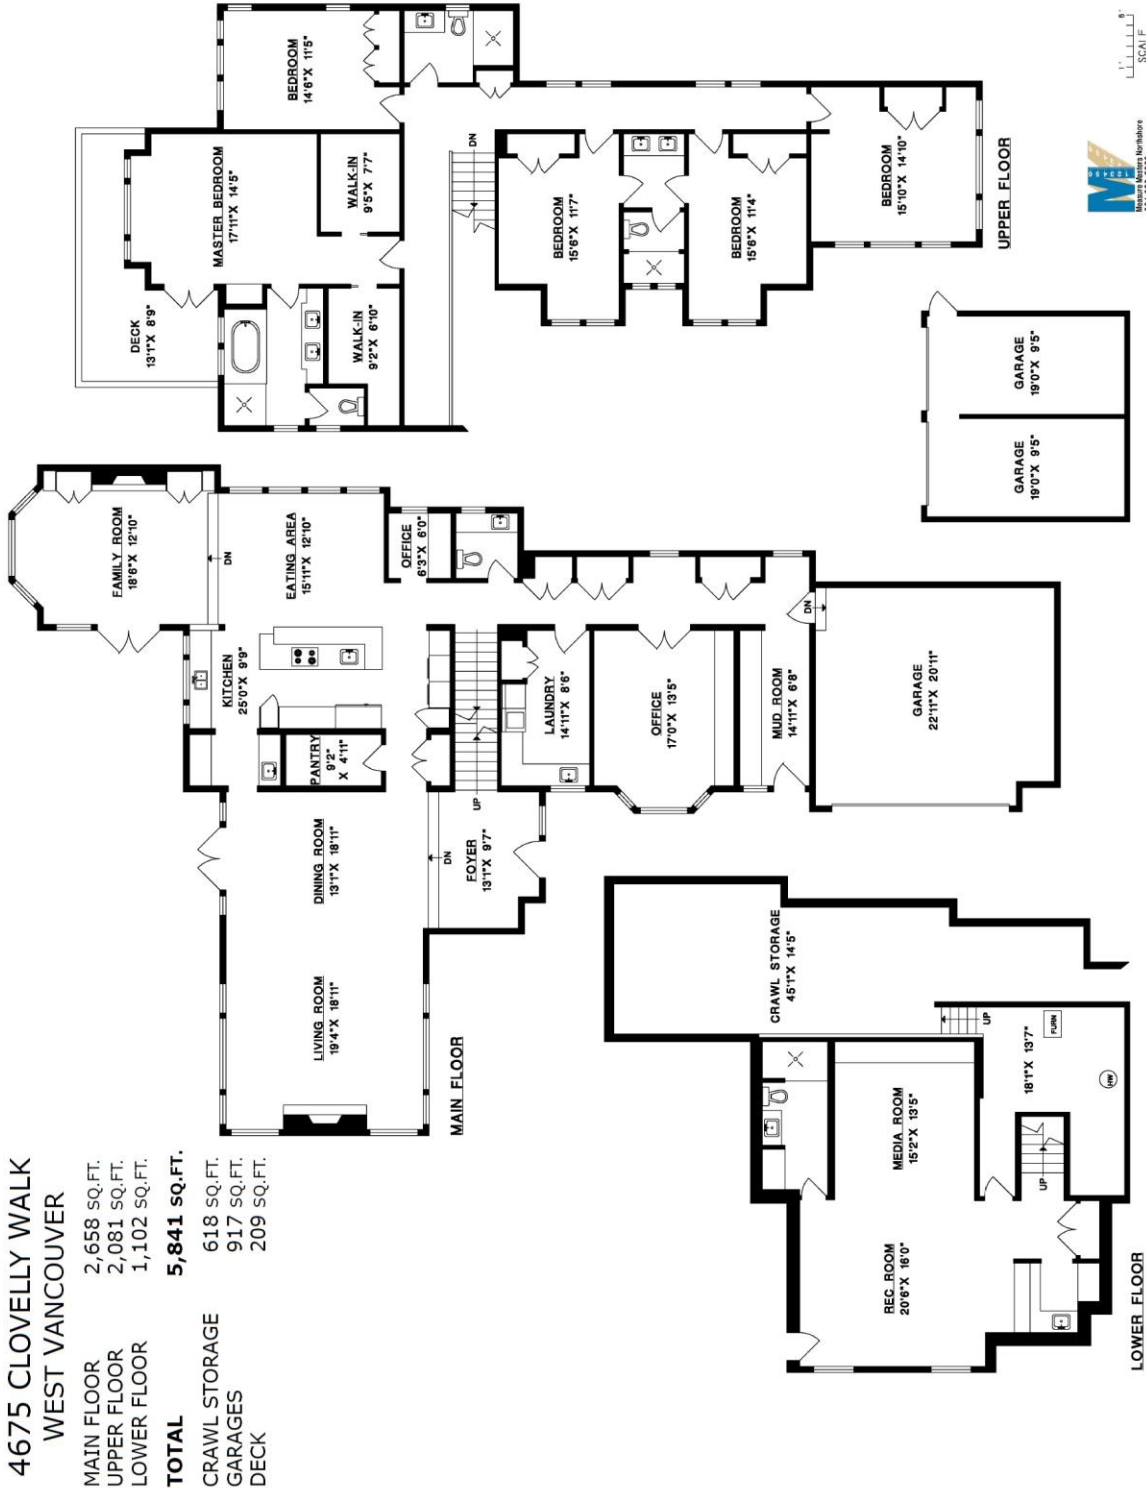 4675 CLOVELLY WALK
WEST VANCOUVER
MAIN FLOOR 2,658 SQ.FT.
UPPER FLOOR 2,081 SQ.FT.
LOWER FLOOR 1,102 SQ.FT.
TOTAL 5,841 SQ.FT.
CRAWL STORAGE 618 SQ.FT.
GARAGES 917 SQ.FT.
DECK 209 SQ.FT.
FAMILY ROOM
18'6"X 12'10"
DN
EATING AREA
15'11"X 12'10"
OFFICE
6'3"X 6'0"
KITCHEN
25'0"X 9'9"
PANTRY
9'2"
X 4'11"
DINING ROOM
13'1"X 18'11"
LIVING ROOM
19'4"X 18'11"
DN
FOYER
13'1"X 9'7"
UP
LAUNDRY
14'11"X 8'6"
OFFICE
17'0"X 13'5"
MUD ROOM
14'11"X 6'8"
DN
GARAGE
22'11"X 20'11"
MAIN FLOOR
DECK
13'1"X 8'9"
MASTER BEDROOM
17'11"X 14'5"
BEDROOM
14'6"X 11'5"
WALK-IN
9'5"X 7'7"
WALK-IN
9'2"X 6'10"
DN
BEDROOM
15'6"X 11'7"
BEDROOM
15'6"X 11'4"
BEDROOM
15'10"X 14'10"
UPPER FLOOR
GARAGE
19'0"X 9'5"
GARAGE
19'0"X 9'5"
CRAWL STORAGE
45'1"X 14'5"
UP
18'1"X 13'7"
FURN
HW
MEDIA ROOM
15'2"X 13'5"
REC ROOM
20'6"X 16'0"
UP
LOWER FLOOR
1' 6'
SCALE
123456
Measure Masters Northshore